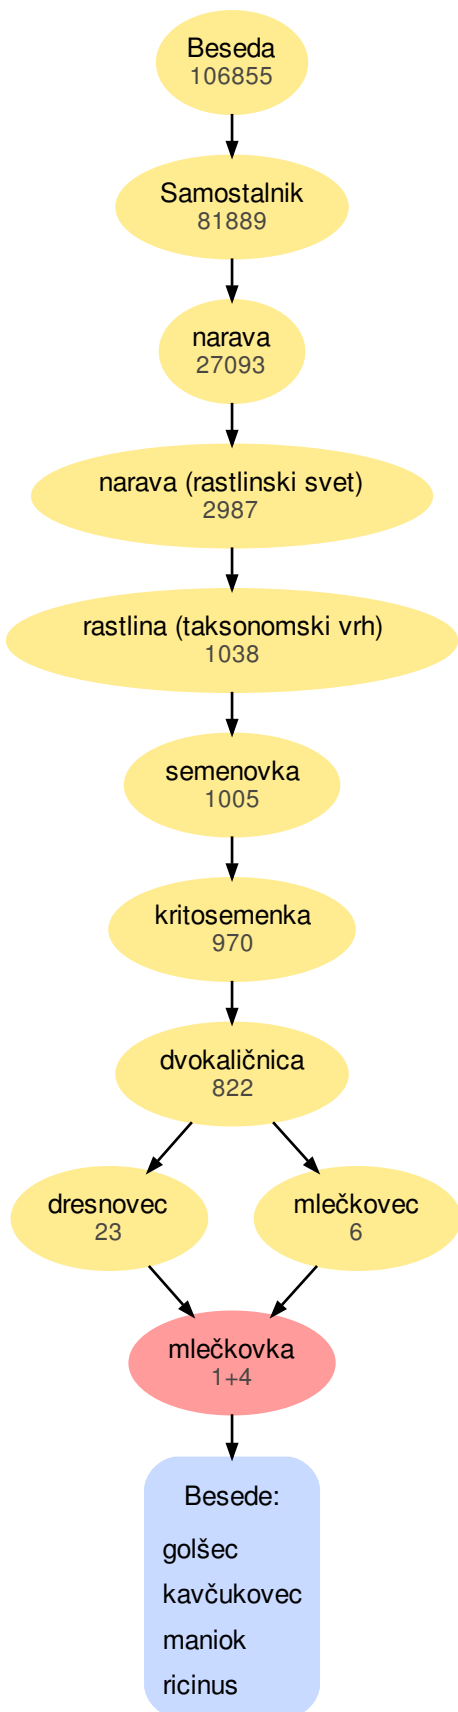 Beseda
106855
Samostalnik
81889
narava
27093
narava (rastlinski svet)
2987
rastlina (taksonomski vrh)
1038
semenovka
1005
kritosemenka
970
dvokaličnica
822
dresnovec
23
mlečkovec
6
mlečkovka
1+4
Besede:
golšec
kavčukovec
maniok
ricinus